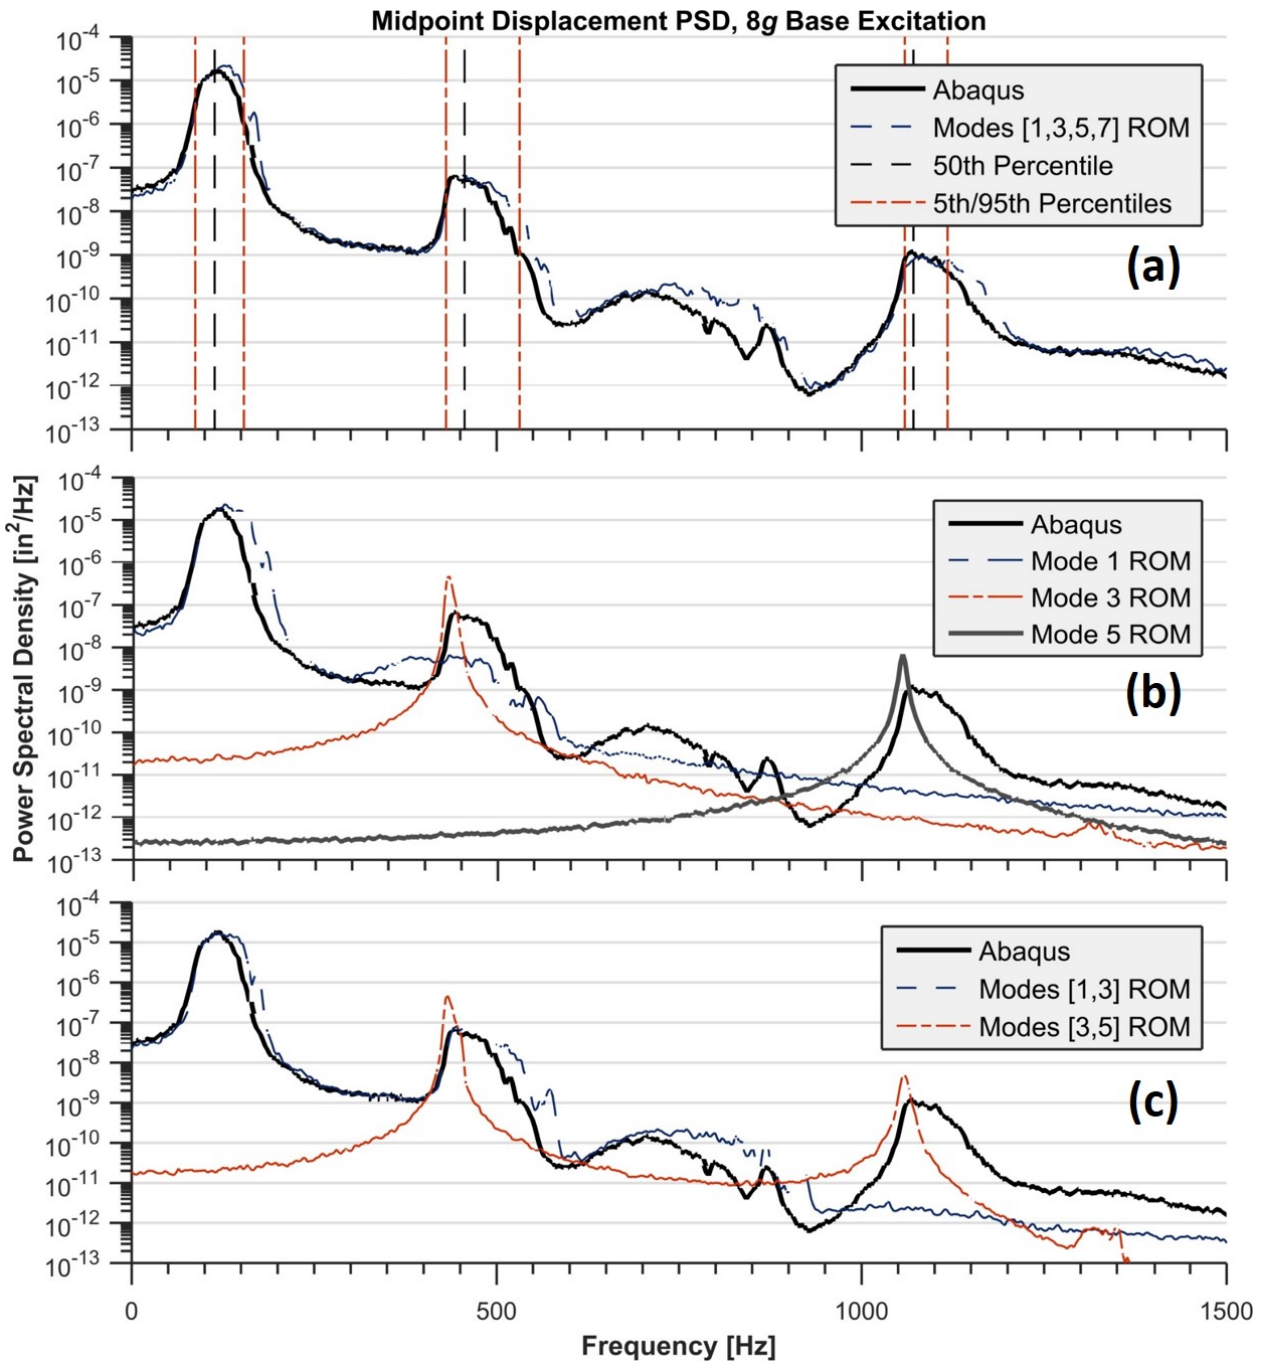 Midpoint Displacement PSD, 8g Base Excitation
10-4
10-5
10-6
10-7
10-8
10-9
10-10
10-11
10-12
10-13
Abaqus
Modes [1,3,5,7] ROM
50th Percentile
5th/95th Percentiles
(a)
Power Spectral Density [in2/Hz]
10-4
10-5
10-6
10-7
10-8
10-9
10-10
10-11
10-12
10-13
Abaqus
Mode 1 ROM
Mode 3 ROM
Mode 5 ROM
(b)
10-4
10-5
10-6
10-7
10-8
10-9
10-10
10-11
10-12
10-13
Abaqus
Modes [1,3] ROM
Modes [3,5] ROM
(c)
0 500 1000 1500
Frequency [Hz]